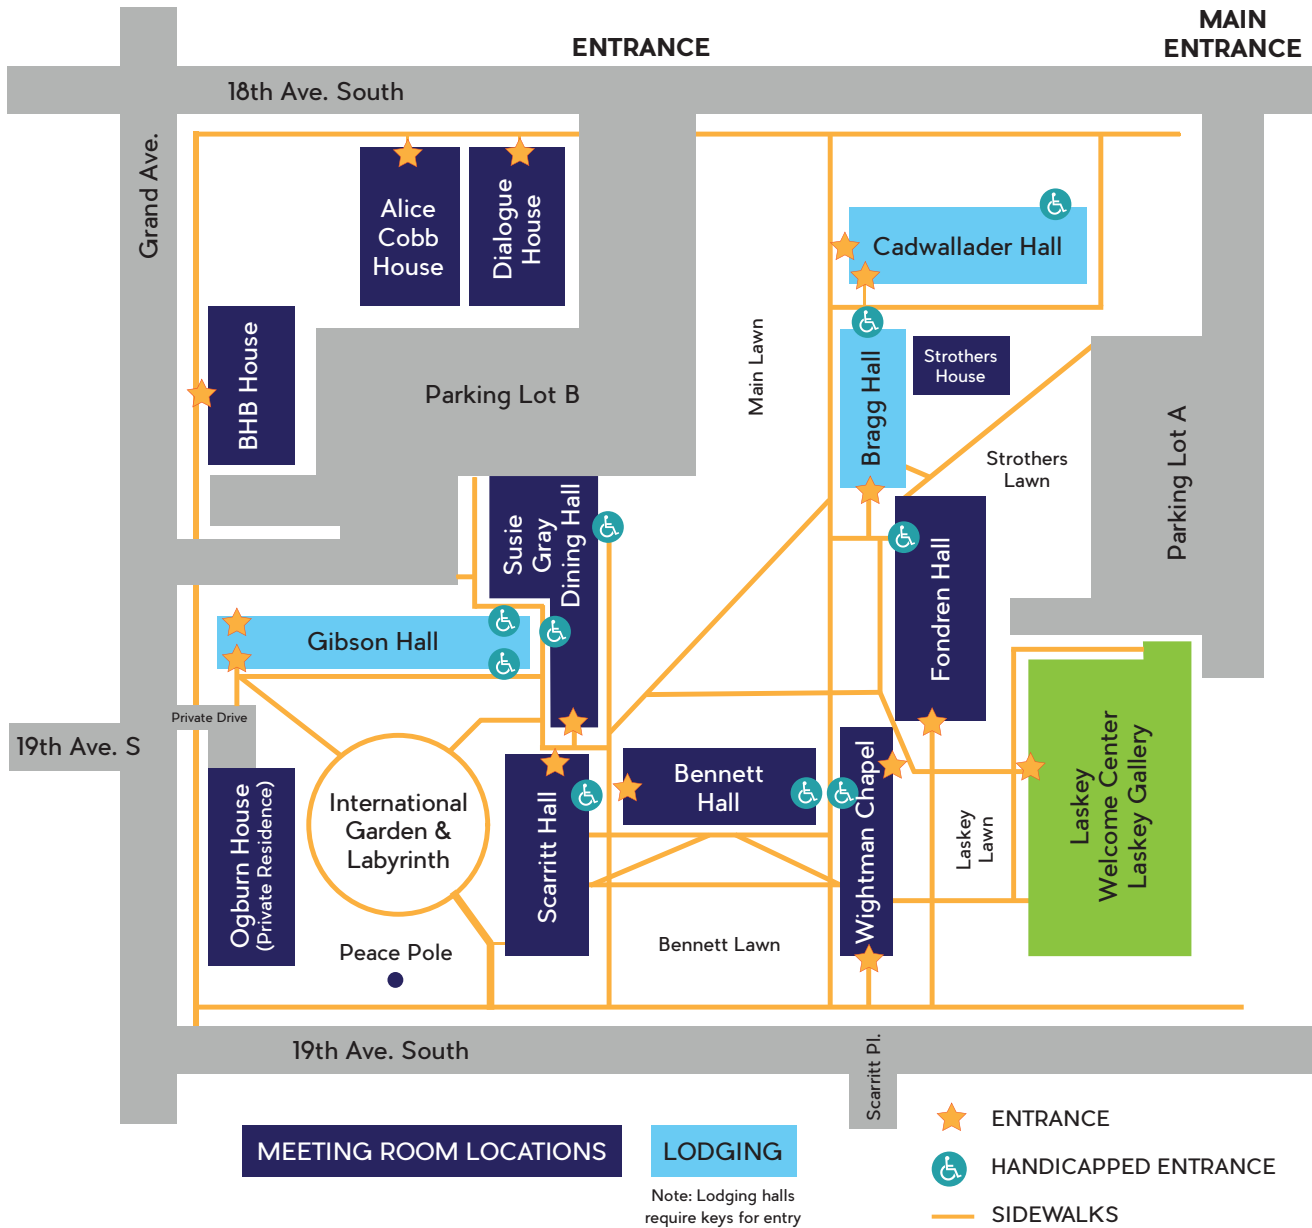 MAIN
ENTRANCE
ENTRANCE
18th Ave. South
Grand Ave.
Alice
Cobb
House
Dialogue
House
Cadwallader Hall
BHB House
Parking Lot B
Main Lawn
Bragg Hall
Strothers
House
Strothers
Lawn
Parking Lot A
Susie
Gray
Dining Hall
Fondren Hall
Gibson Hall
Private Drive
19th Ave. S
Ogburn House
(Private Residence)
International
Garden &
Labyrinth
Peace Pole
Scarritt Hall
Bennett
Hall
Wightman Chapel
Laskey
Lawn
Laskey
Welcome Center
Laskey Gallery
Bennett Lawn
19th Ave. South
Scarritt Pl.
MEETING ROOM LOCATIONS
LODGING
Note: Lodging halls
require keys for entry
ENTRANCE
HANDICAPPED ENTRANCE
SIDEWALKS